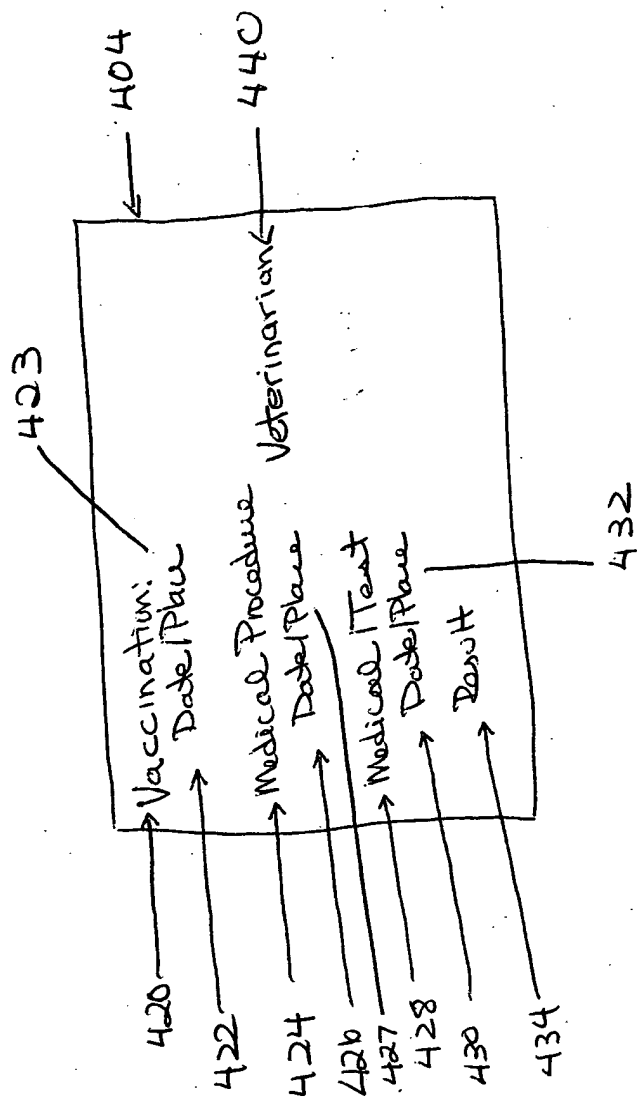 423
404
Vaccination:
Date/Place
440
Medical Procedure
Veterinarian
Date/Place
Medical Test
Date/Place
Result
432
420
422
424
426
427
428
430
434